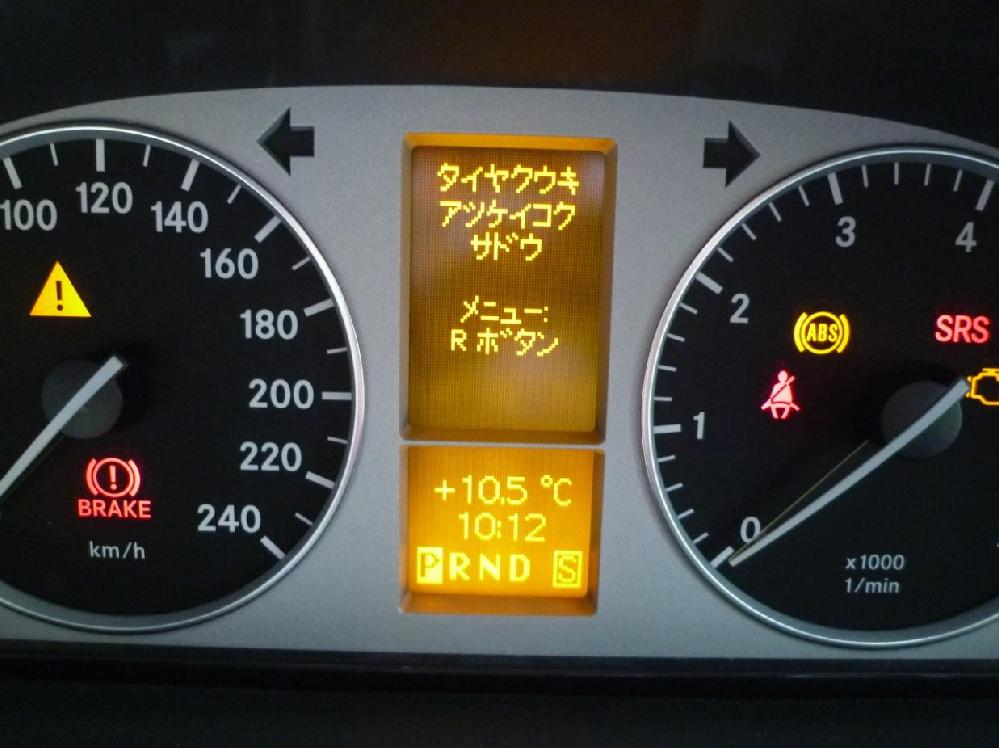 100
120
140
160
180
200
220
240
km/h
BRAKE
タイヤクウキ
アツケイコク
サドウ
メニュー:
R ボタン
+10.5 °C
10:12
PRND S
0
1
2
3
4
x1000
1/min
ABS
SRS